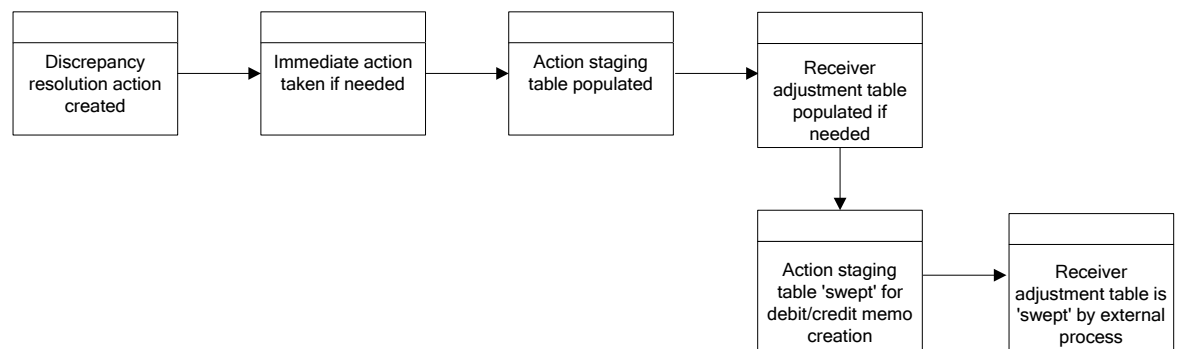 Discrepancy
resolution action
created
Immediate action
taken if needed
Action staging
table populated
Receiver
adjustment table
populated if
needed
Action staging
table 'swept' for
debit/credit memo
creation
Receiver
adjustment table is
'swept' by external
process